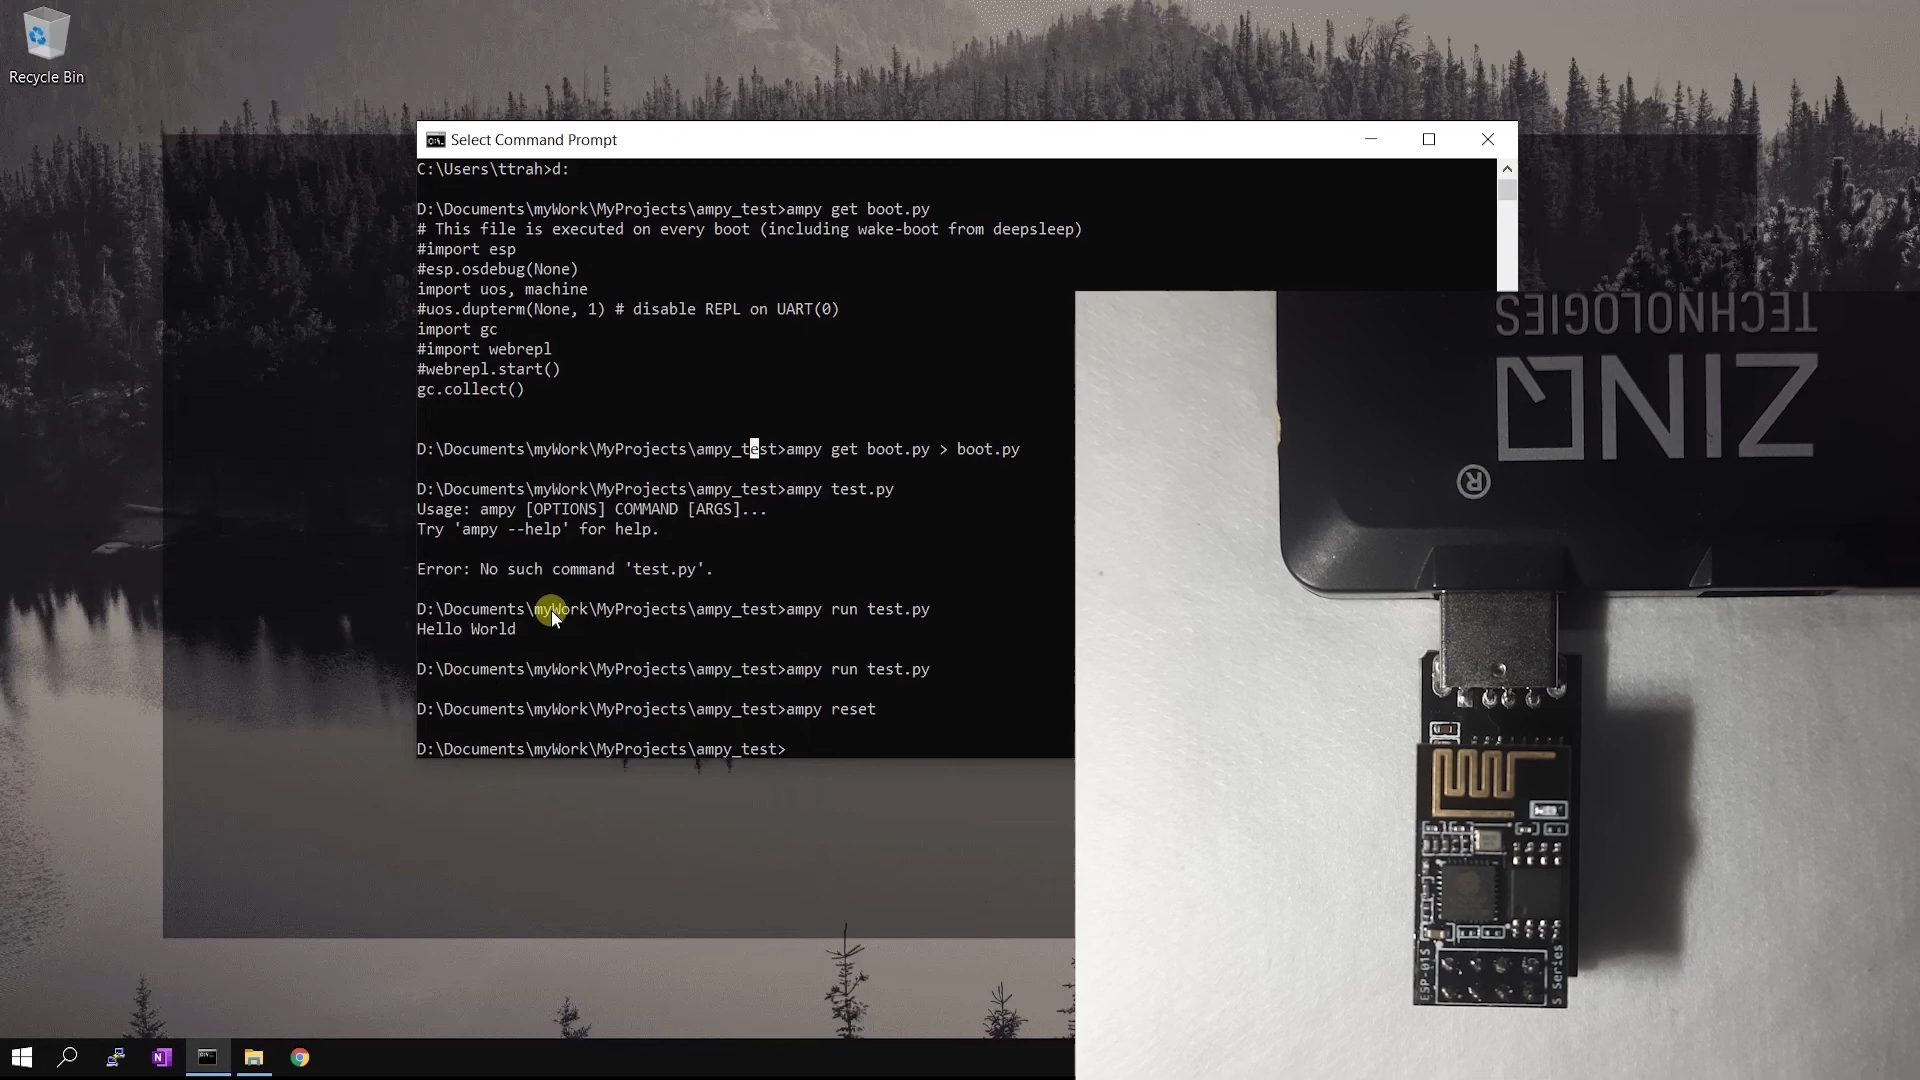 Recycle Bin
Select Command Prompt
C:\Users\ttrah>d:
D:\Documents\myWork\MyProjects\ampy_test>ampy get boot.py
# This file is executed on every boot (including wake-boot from deepsleep)
#import esp
#esp.osdebug(None)
import uos, machine
#uos.dupterm(None, 1) # disable REPL on UART(0)
import gc
#import webrepl
#webrepl.start()
gc.collect()
D:\Documents\myWork\MyProjects\ampy_test>ampy get boot.py > boot.py
D:\Documents\myWork\MyProjects\ampy_test>ampy test.py
Usage: ampy [OPTIONS] COMMAND [ARGS]...
Try 'ampy --help' for help.
Error: No such command 'test.py'.
D:\Documents\myWork\MyProjects\ampy_test>ampy run test.py
Hello World
D:\Documents\myWork\MyProjects\ampy_test>ampy run test.py
D:\Documents\myWork\MyProjects\ampy_test>ampy reset
D:\Documents\myWork\MyProjects\ampy_test>
ZINQ
TECHNOLOGIES
®
ESP-01S
S Series